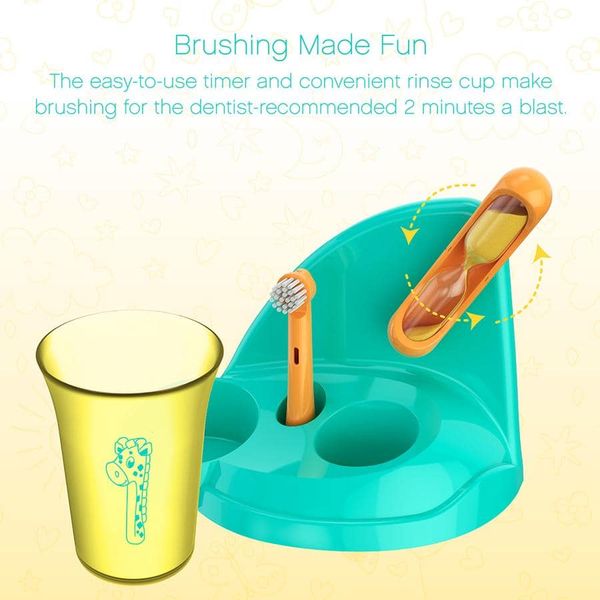 Brushing Made Fun
The easy-to-use timer and convenient rinse cup make
brushing for the dentist-recommended 2 minutes a blast.